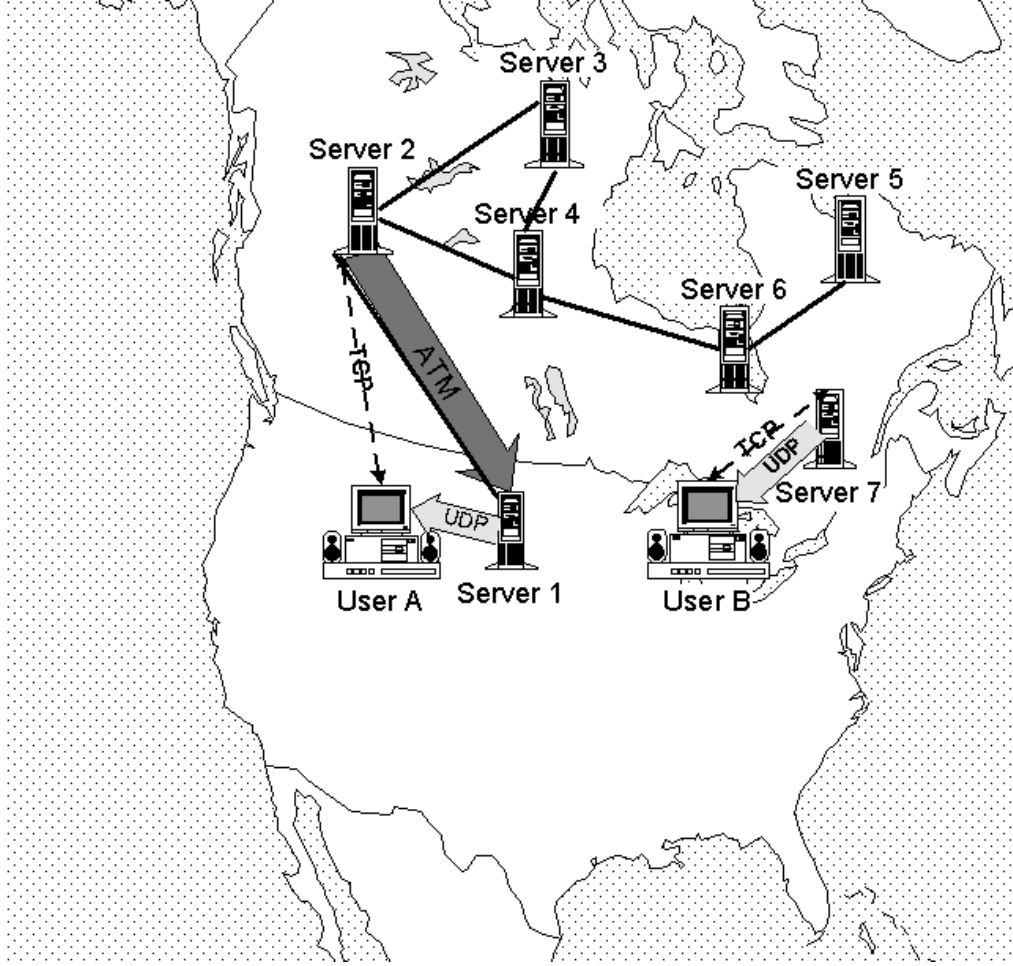 Server 3
Server 2
Server 5
Server 4
Server 6
TCP
ATM
TCP
UDP
Server 7
UDP
User A
Server 1
User B